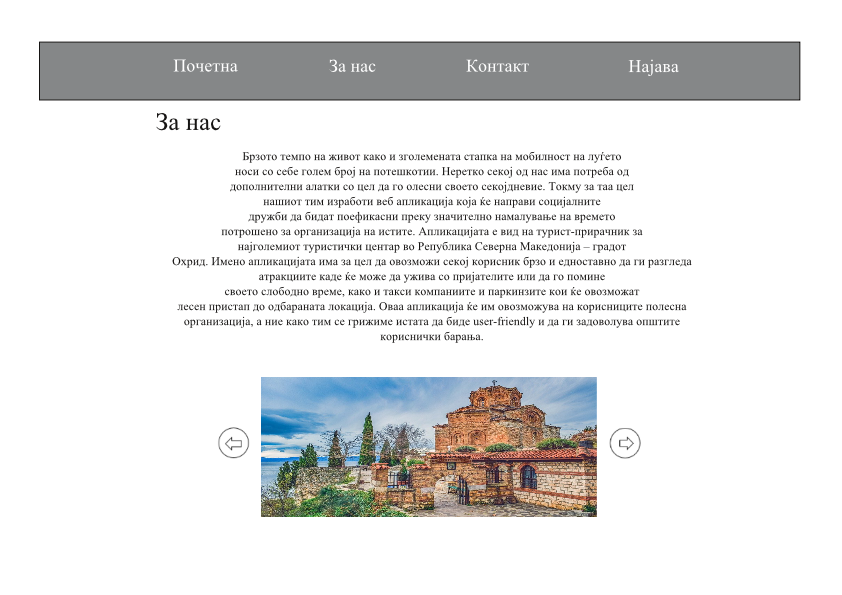 Почетна За нас Контакт Најава
За нас
Брзото темпо на живот како и зголемената стапка на мобилност на луѓето
носи со себе голем број на потешкотии. Неретко секој од нас има потреба од
дополнителни алатки со цел да го олесни своето секојдневие. Токму за таа цел
нашиот тим изработи веб апликација која ќе направи социјалните
дружби да бидат поефикасни преку значително намалување на времето
потрошено за организација на истите. Апликацијата е вид на турист-прирачник за
најголемиот туристички центар во Република Северна Македонија – градот
Охрид. Имено апликацијата има за цел да овозможи секој корисник брзо и едноставно да ги разгледа
атракциите каде ќе може да ужива со пријателите или да го помине
своето слободно време, како и такси компаниите и паркинзите кои ќе овозможат
лесен пристап до одбараната локација. Оваа апликација ќе им овозможува на корисниците полесна
организација, а ние како тим се грижиме истата да биде user-friendly и да ги задоволува општите
кориснички барања.